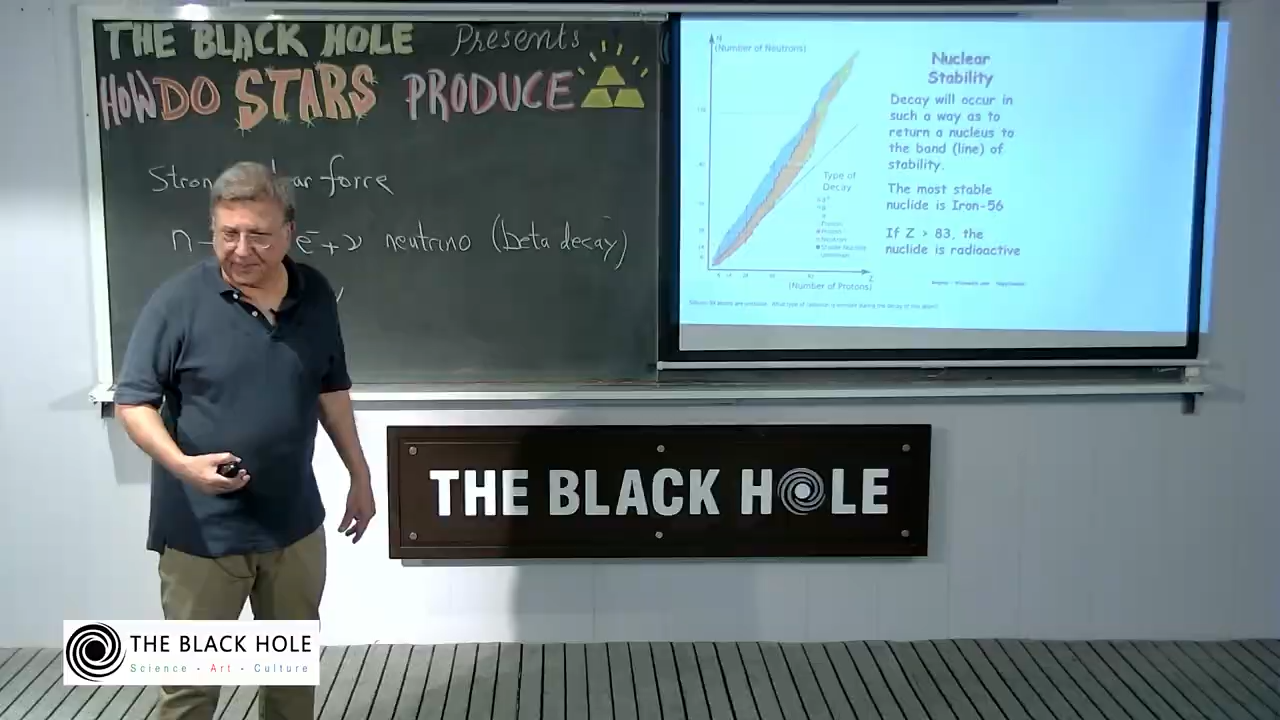 THE BLACK HOLE Presents
HOW DO STARS PRODUCE
force
n e⁻ + ν neutrino (beta decay)
N
(Number of Neutrons)
Z
(Number of Protons)
Type of
Decay
Nuclear
Stability
Decay will occur in
such a way as to
return a nucleus to
the band (line) of
stability.
The most stable
nuclide is Iron-56
If Z > 83, the
nuclide is radioactive
THE BLACK HOLE
THE BLACK HOLE
Science - Art - Culture